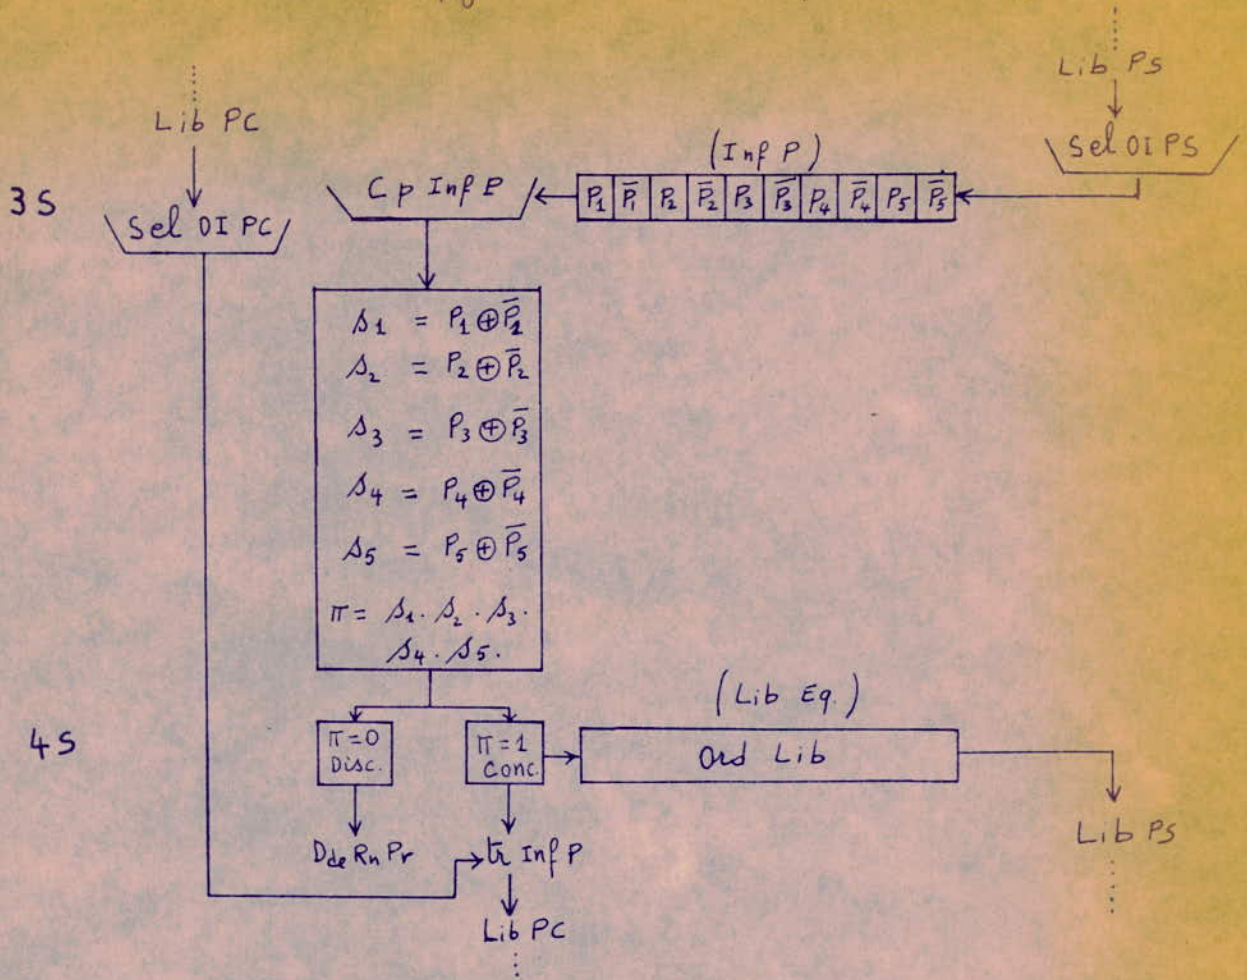 Lib PS
Lib PC
(Inf P)
Sel OI PS
3S
Cp Inf P
P₁ P̅₁ P₂ P̅₂ P₃ P̅₃ P₄ P̅₄ P₅ P̅₅
Sel OI PC
s₁ = P₁ ⊕ P̅₁
s₂ = P₂ ⊕ P̅₂
s₃ = P₃ ⊕ P̅₃
s₄ = P₄ ⊕ P̅₄
s₅ = P₅ ⊕ P̅₅
π = s₁. s₂. s₃.
s₄. s₅.
(Lib Eq.)
4S
π=0
Disc.
π=1
Conc.
Ord Lib
Lib PS
Dde Rn Pr
tr Inf P
Lib PC